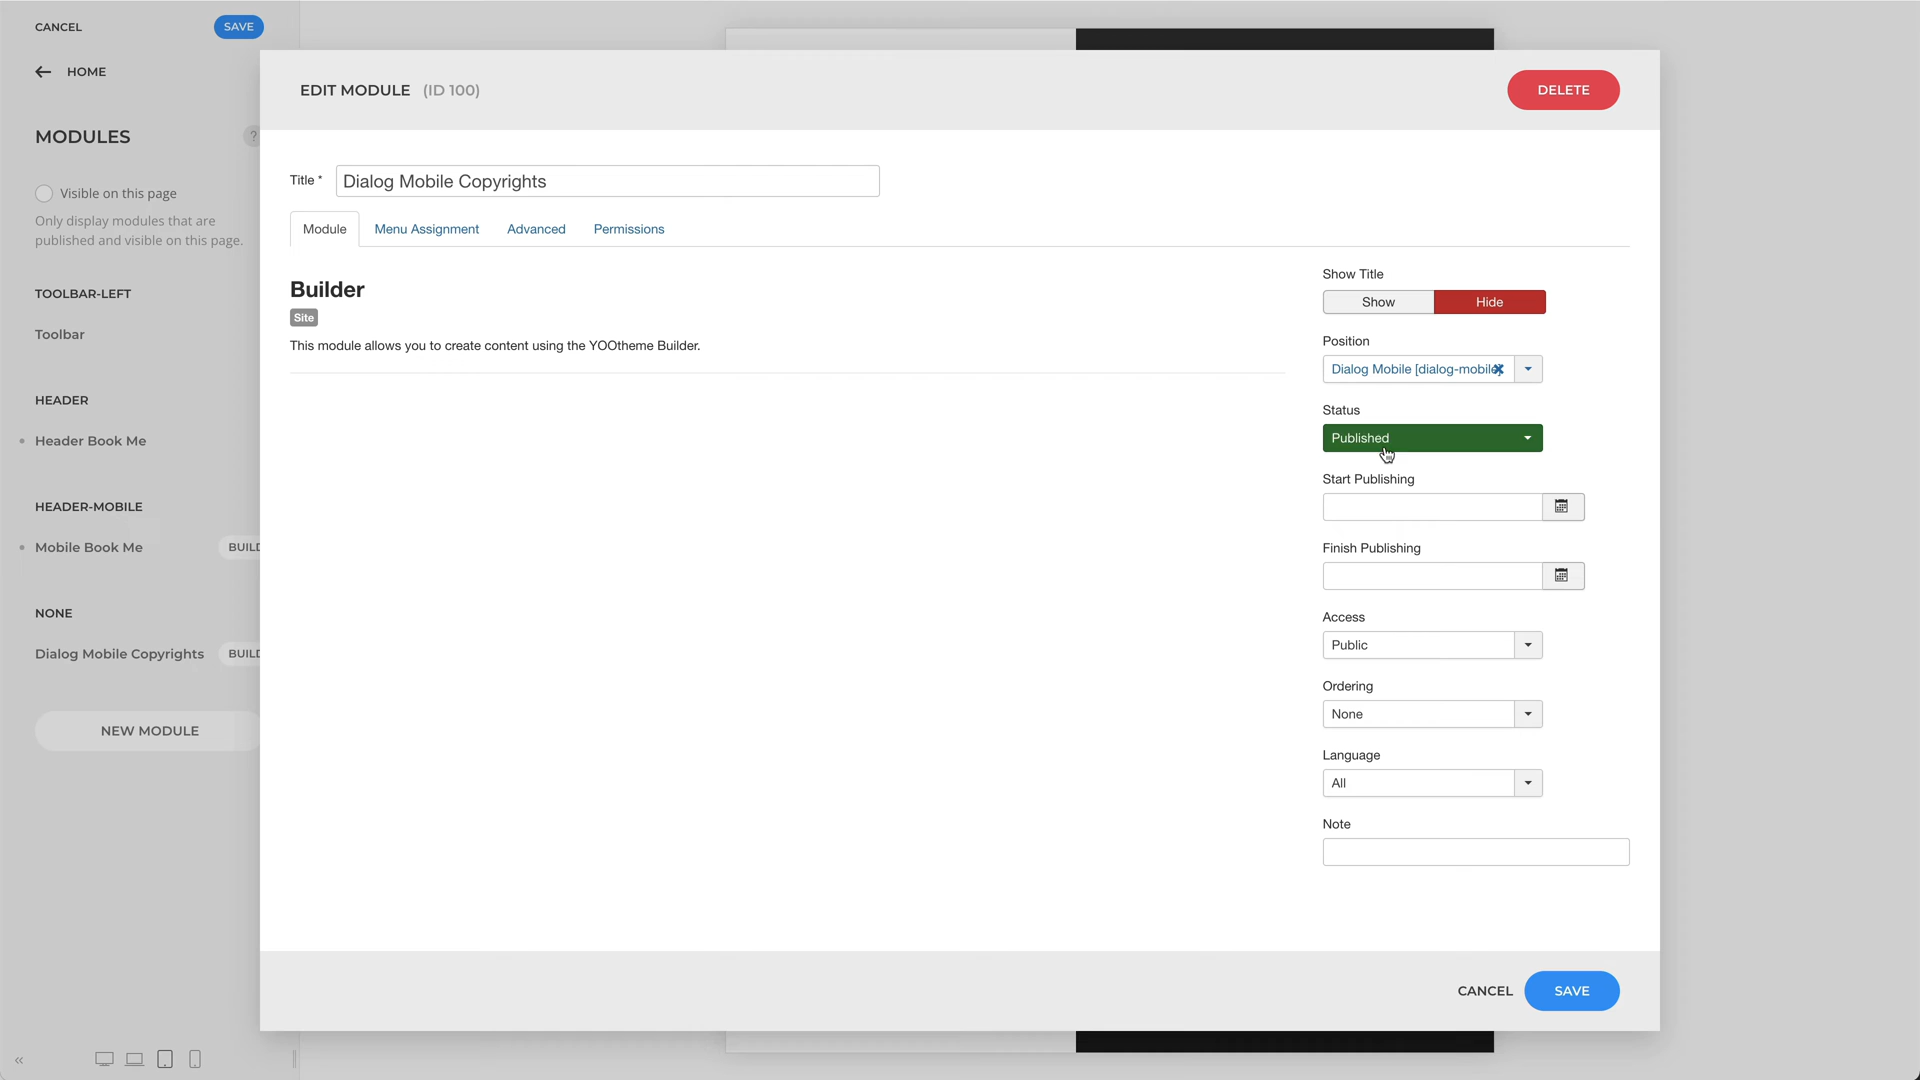 CANCEL
SAVE
HOME
MODULES
?
Visible on this page
Only display modules that are
published and visible on this page.
TOOLBAR-LEFT
Toolbar
HEADER
Header Book Me
HEADER-MOBILE
Mobile Book Me
BUILD
NONE
Dialog Mobile Copyrights
BUILD
NEW MODULE
EDIT MODULE (ID 100)
DELETE
Title *
Dialog Mobile Copyrights
Module
Menu Assignment
Advanced
Permissions
Builder
Site
This module allows you to create content using the YOOtheme Builder.
Show Title
Show
Hide
Position
Dialog Mobile [dialog-mobile]
Status
Published
Start Publishing
Finish Publishing
Access
Public
Ordering
None
Language
All
Note
CANCEL
SAVE